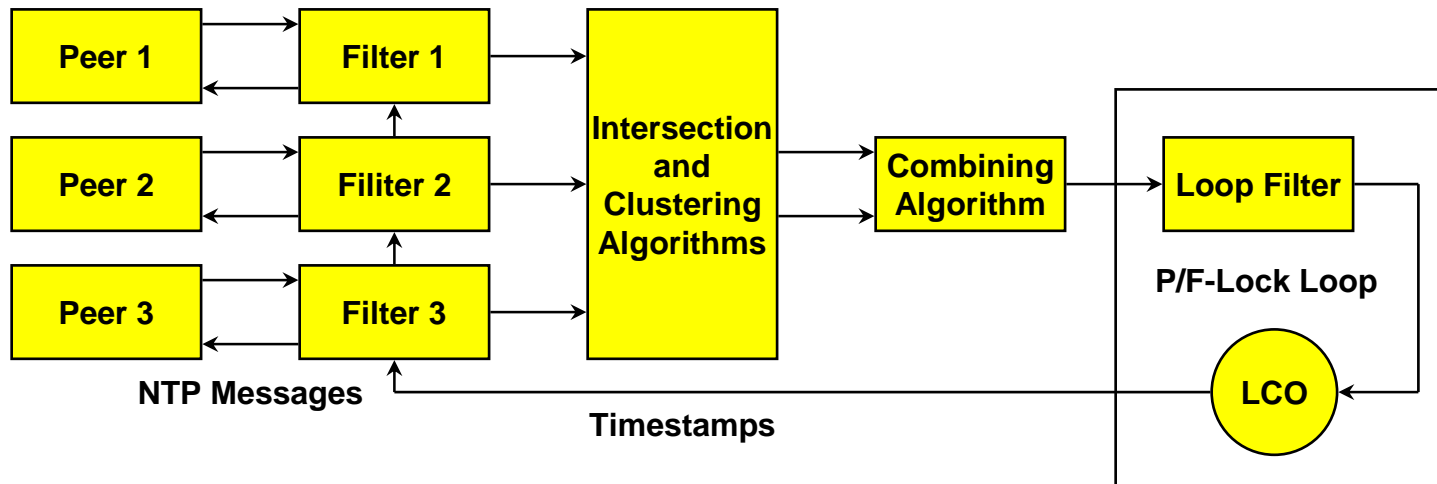 Peer 1
Filter 1
Peer 2
Filiter 2
Peer 3
Filter 3
NTP Messages
Intersection
and
Clustering
Algorithms
Combining
Algorithm
Loop Filter
P/F-Lock Loop
LCO
Timestamps